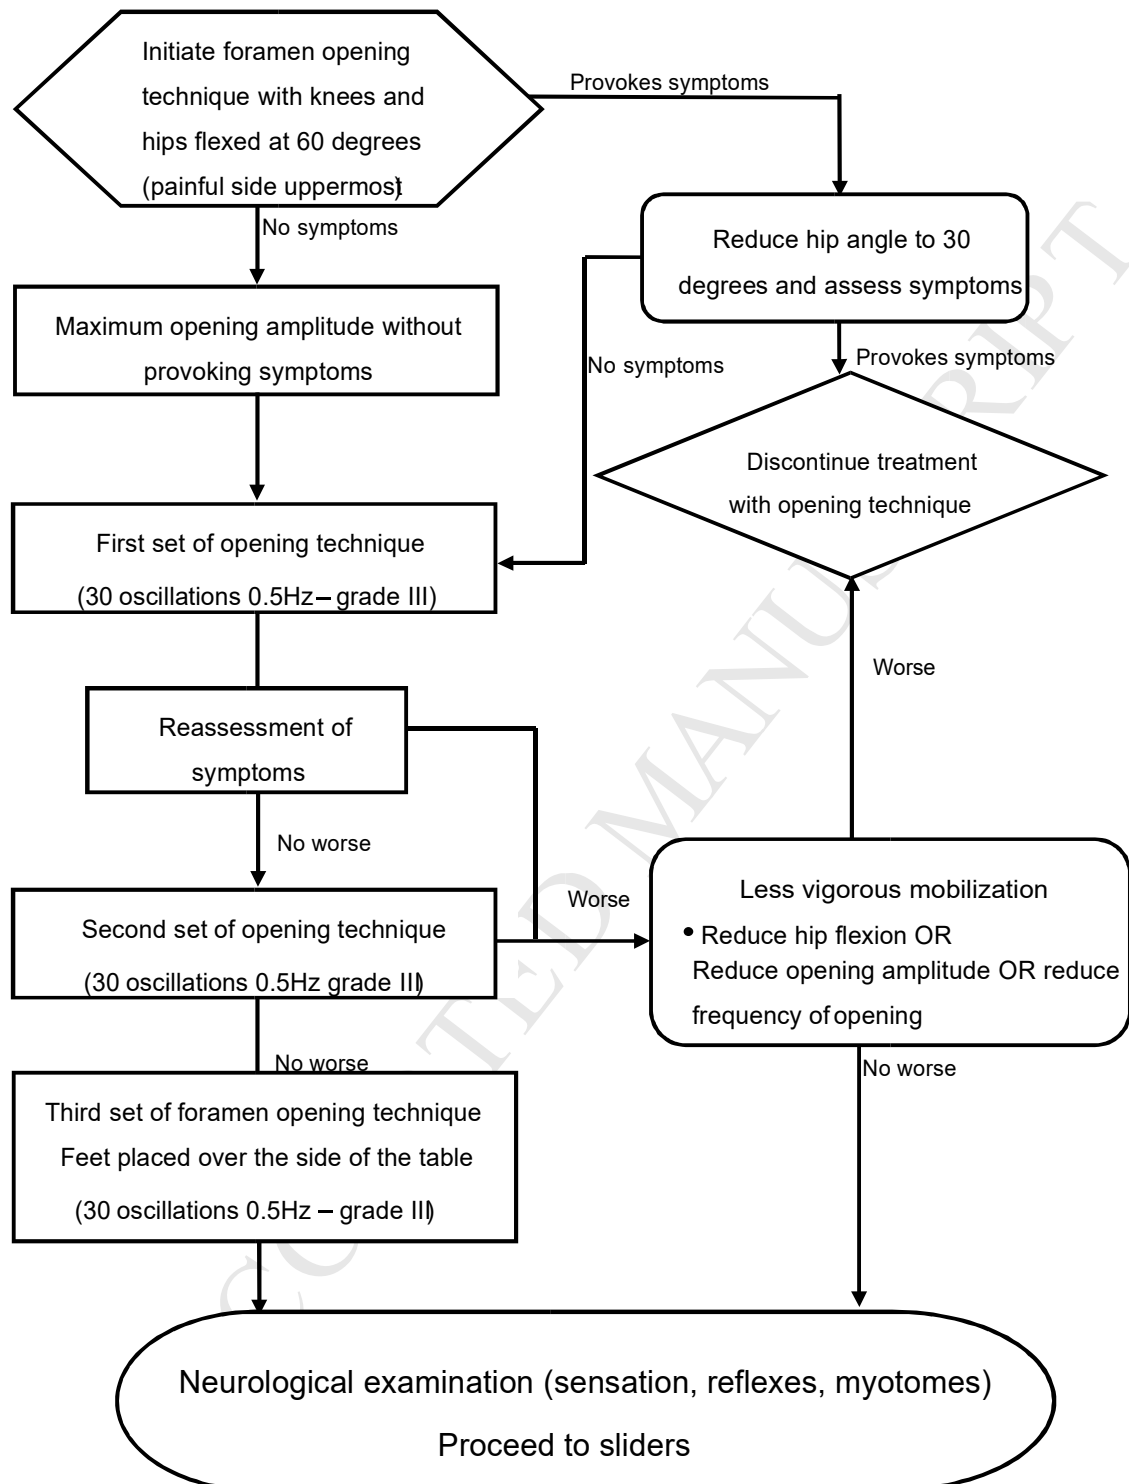 Initiate foramen opening
technique with knees and
hips flexed at 60 degrees
(painful side uppermost)
Provokes symptoms
No symptoms
Reduce hip angle to 30
degrees and assess symptoms
Maximum opening amplitude without
provoking symptoms
No symptoms
Provokes symptoms
Discontinue treatment
with opening technique
First set of opening technique
(30 oscillations 0.5Hz – grade III)
Worse
Reassessment of
symptoms
No worse
Second set of opening technique
(30 oscillations 0.5Hz grade III)
Worse
Less vigorous mobilization
• Reduce hip flexion OR
Reduce opening amplitude OR reduce
frequency of opening
No worse
No worse
Third set of foramen opening technique
Feet placed over the side of the table
(30 oscillations 0.5Hz – grade III)
Neurological examination (sensation, reflexes, myotomes)
Proceed to sliders